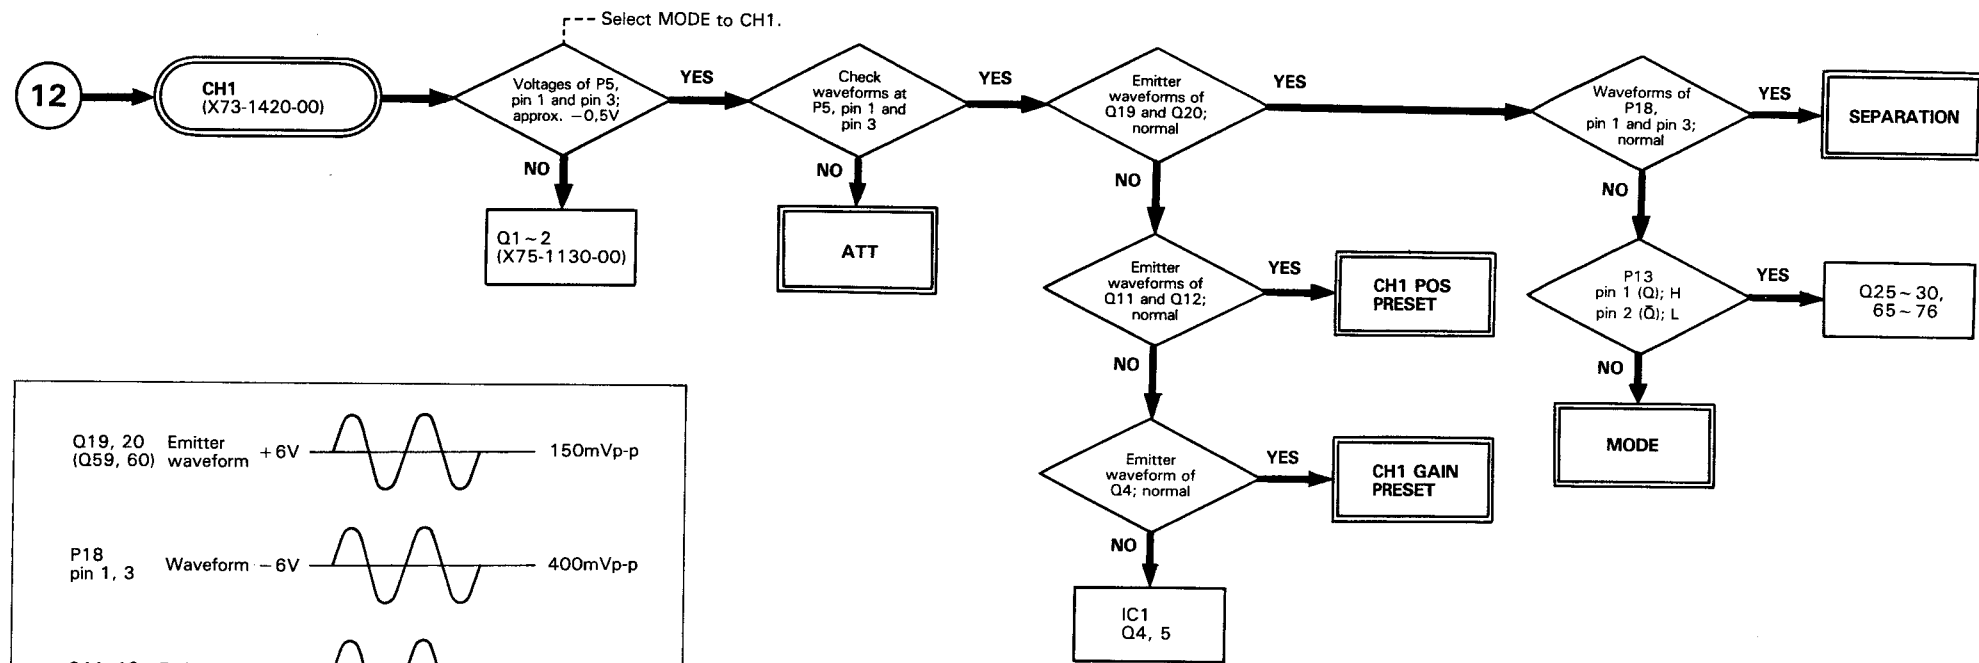 Select MODE to CH1.
12
CH1
(X73-1420-00)
Voltages of P5,
pin 1 and pin 3;
approx. −0,5V
YES
NO
Q1~2
(X75-1130-00)
Check
waveforms at
P5, pin 1 and
pin 3
YES
NO
ATT
Emitter
waveforms of
Q19 and Q20;
normal
YES
NO
Waveforms of
P18,
pin 1 and pin 3;
normal
YES
SEPARATION
NO
Emitter
waveforms of
Q11 and Q12;
normal
YES
CH1 POS
PRESET
NO
P13
pin 1 (Q); H
pin 2 (Q̄); L
YES
Q25~30,
65~76
NO
MODE
Emitter
waveform of
Q4; normal
YES
CH1 GAIN
PRESET
NO
IC1
Q4, 5
Q19, 20 Emitter
(Q59, 60) waveform +6V 150mVp-p
P18
pin 1, 3 Waveform −6V 400mVp-p